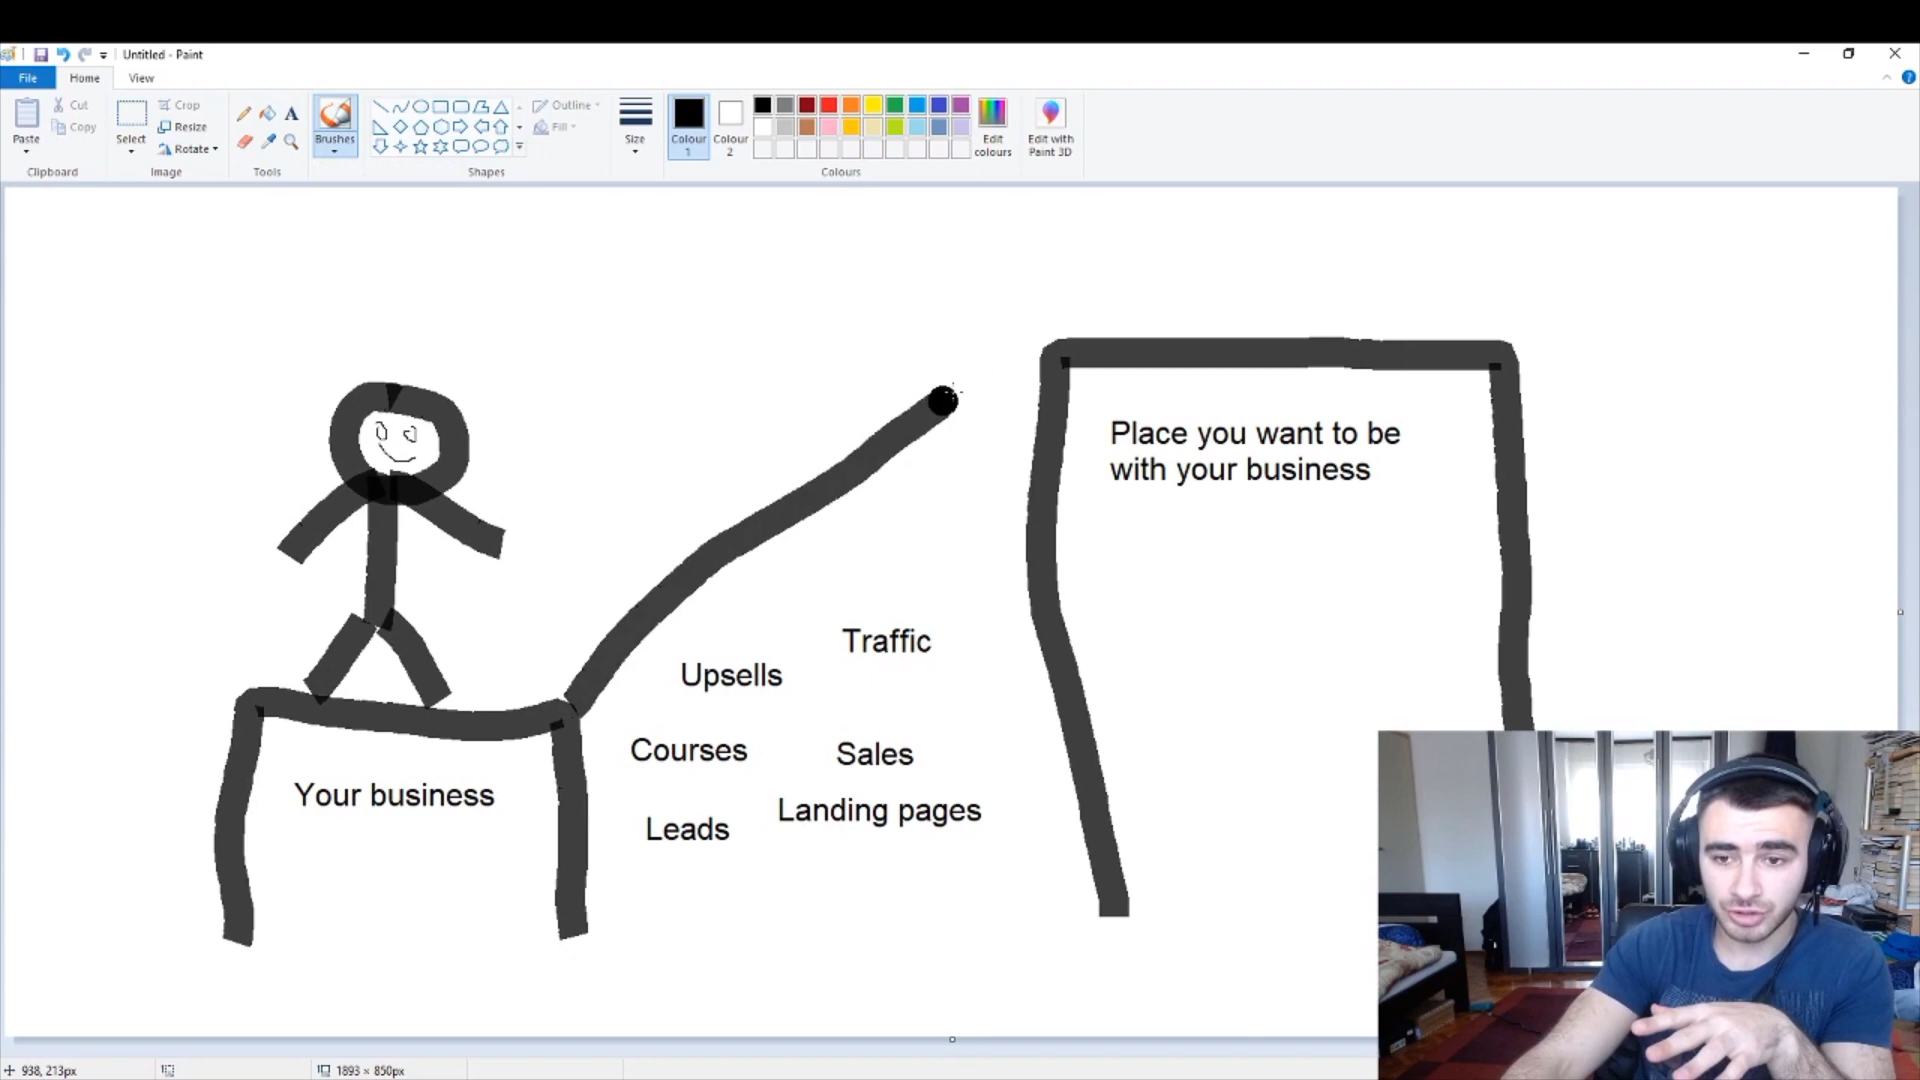 Untitled - Paint
File Home View
Paste
Cut
Copy
Clipboard
Select
Crop
Resize
Rotate
Image
Tools
Brushes
Shapes
Outline
Fill
Size
Colour 1
Colour 2
Colours
Edit colours
Edit with Paint 3D
Place you want to be
with your business
Traffic
Upsells
Courses
Sales
Your business
Landing pages
Leads
938, 213px
1893 × 850px